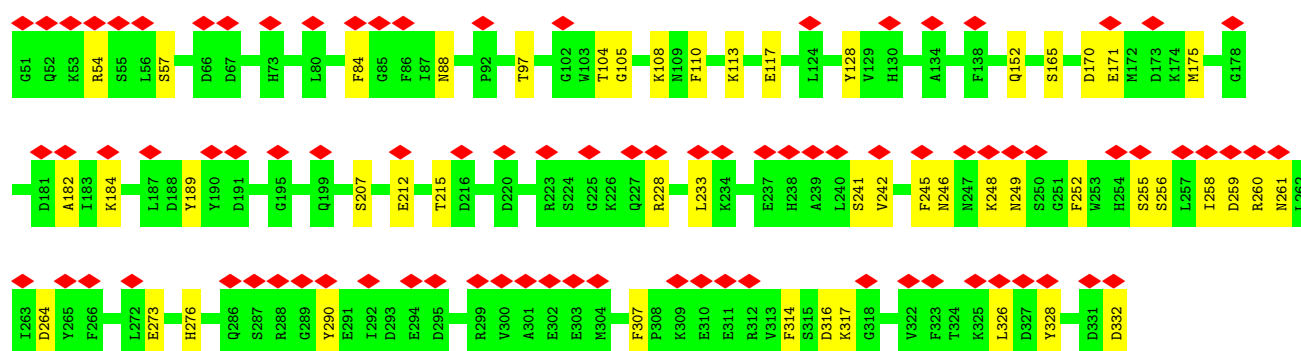 G51 Q52 K53 R54 S55 L56 S57 D66 D67 H73 L80 F84 G85 F86 I87 N88 P92 T97 G102 W103 T104 G105 K108 N109 F110 K113 E117 L124 Y128 V129 H130 A134 F138 Q152 S165 D170 E171 M172 D173 K174 M175 G178
D181 A182 I183 K184 L187 D188 Y189 Y190 D191 G195 Q199 S207 E212 T215 D216 D220 R223 S224 G225 K226 Q227 R228 L233 K234 E237 H238 A239 L240 S241 V242 F245 N246 N247 K248 N249 S250 G251 F252 W253 H254 S255 S256 L257 I258 D259 R260 N261 L262
I263 D264 Y265 F266 L272 E273 H276 Q286 S287 R288 G289 Y290 E291 I292 D293 E294 D295 R299 V300 A301 E302 E303 M304 F307 P308 K309 E310 E311 R312 V313 F314 S315 D316 K317 G318 V322 F323 T324 K325 L326 D327 Y328 D331 D332